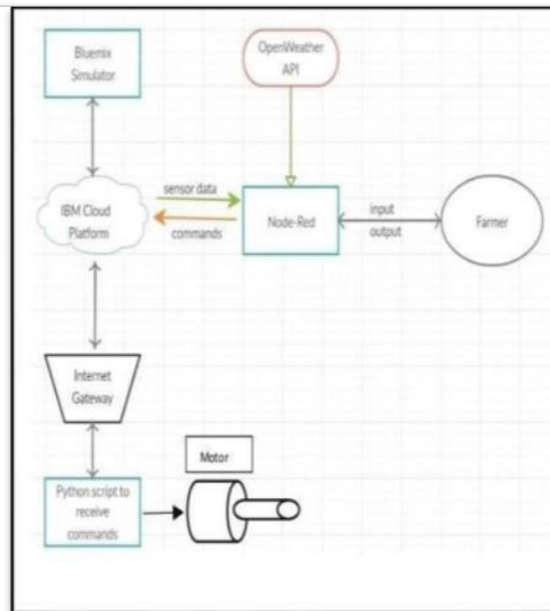 Bluemix
Simulator
OpenWeather
API
IBM Cloud
Platform
sensor data
commands
Node-Red
input
output
Farmer
Internet
Gateway
Motor
Python script to
receive
commands